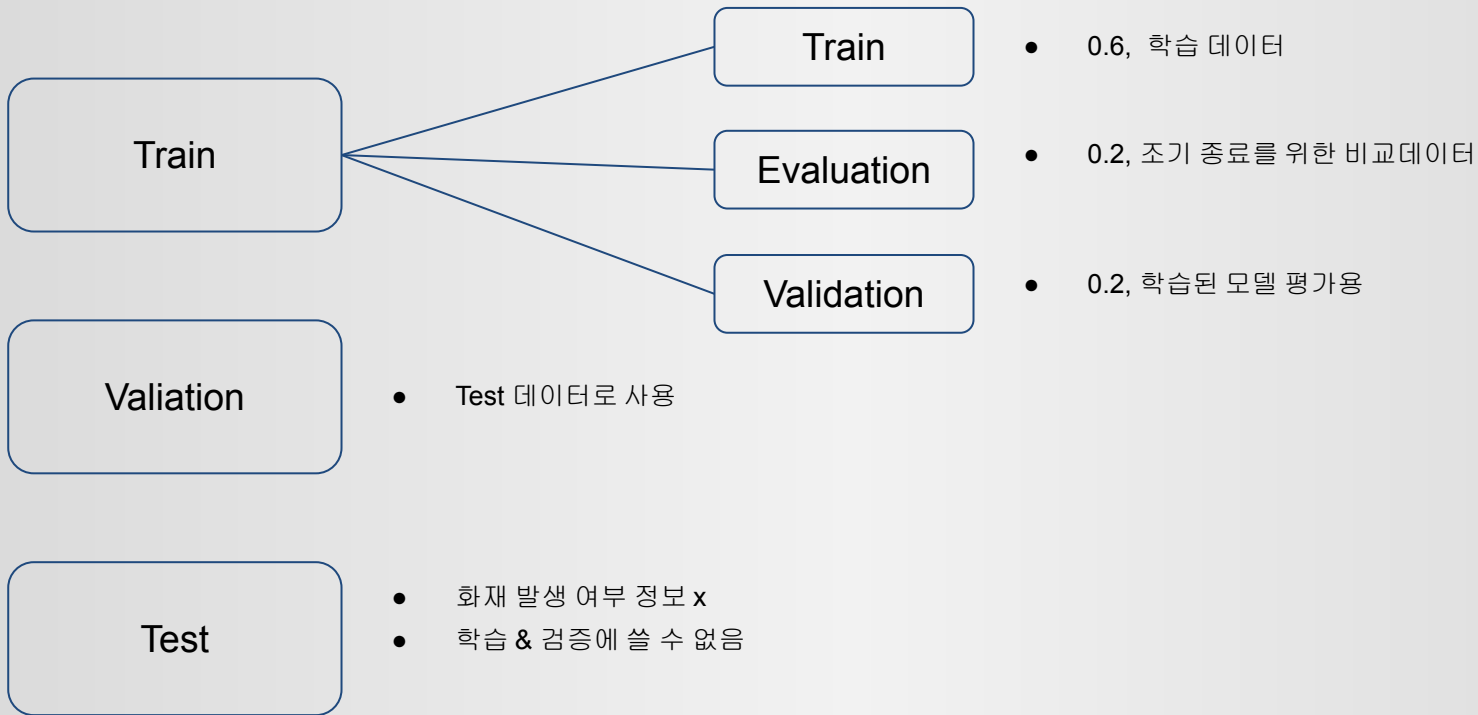 Train
Train
● 0.6, 학습 데이터
Evaluation
● 0.2, 조기 종료를 위한 비교데이터
Validation
● 0.2, 학습된 모델 평가용
Valiation
● Test 데이터로 사용
Test
● 화재 발생 여부 정보 x
● 학습 & 검증에 쓸 수 없음